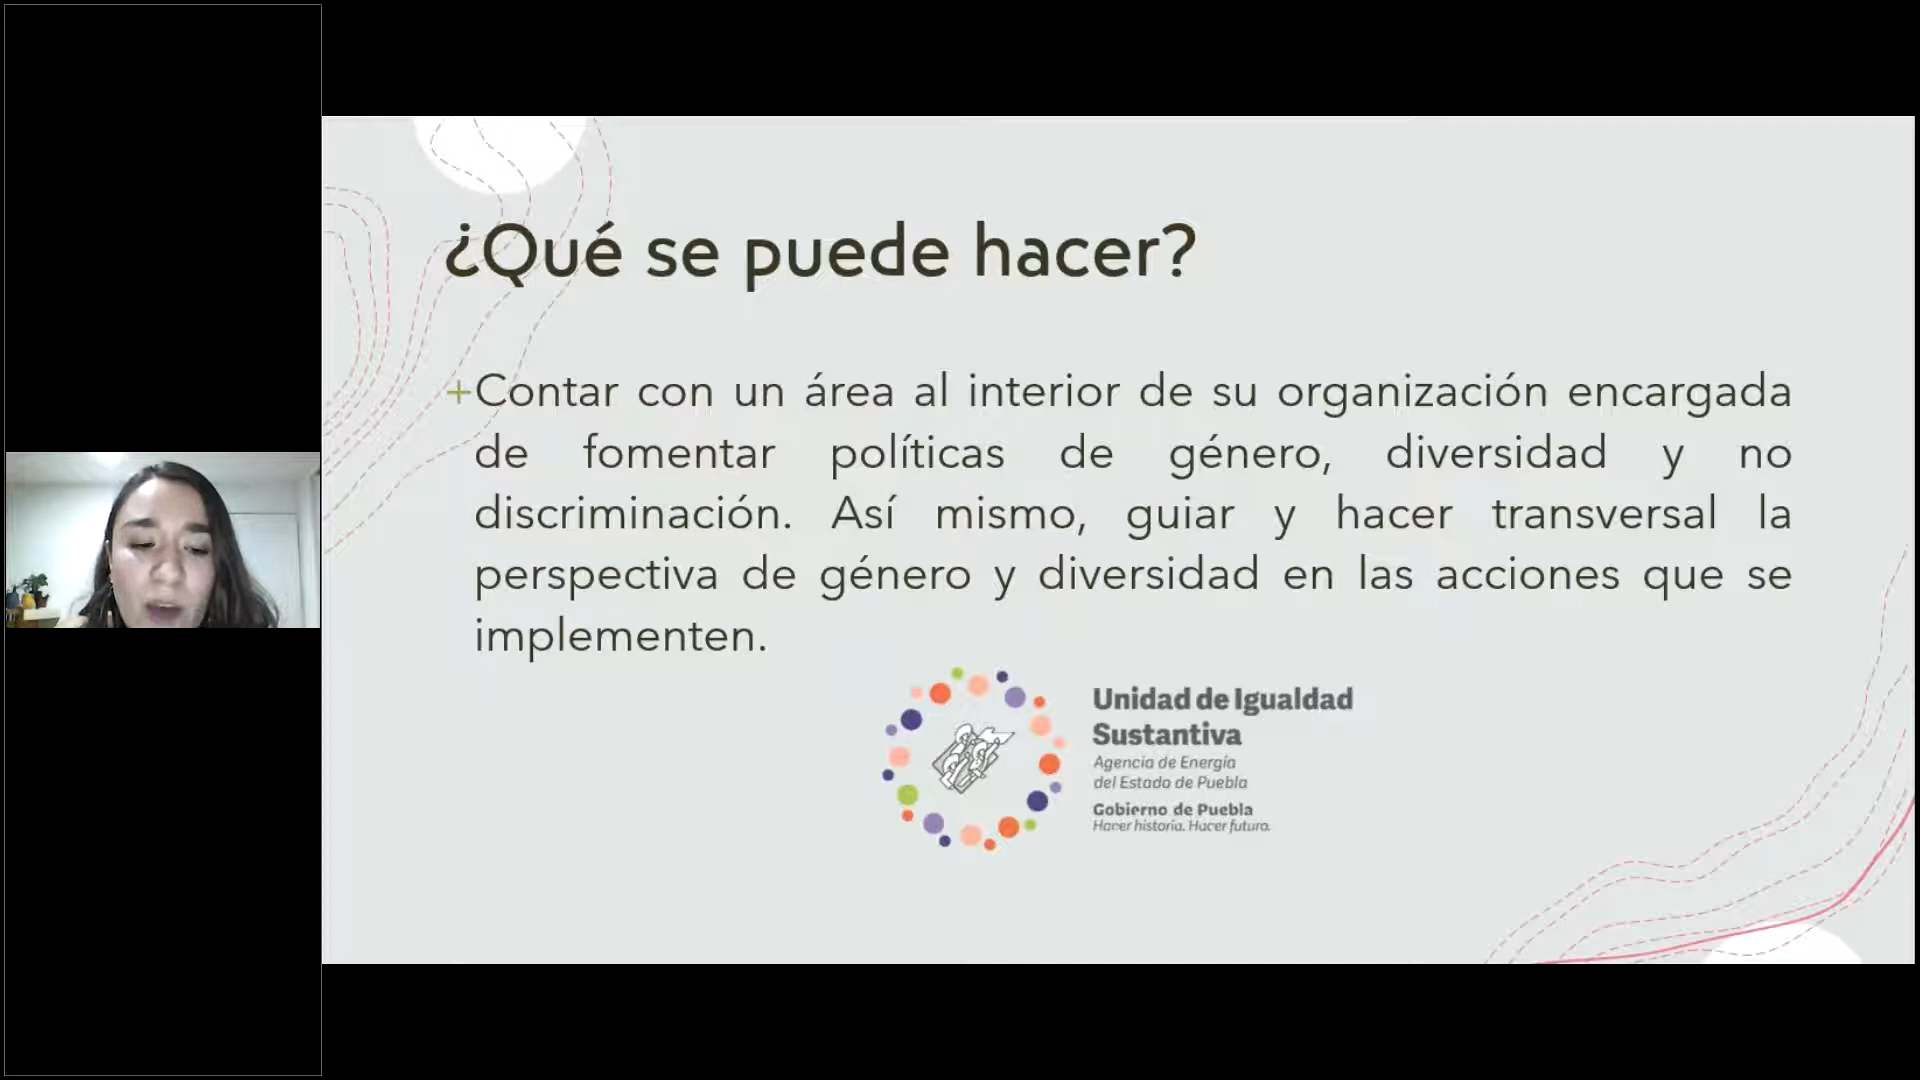 ¿Qué se puede hacer?
+Contar con un área al interior de su organización encargada
de fomentar políticas de género, diversidad y no
discriminación. Así mismo, guiar y hacer transversal la
perspectiva de género y diversidad en las acciones que se
implementen.
Unidad de Igualdad
Sustantiva
Agencia de Energía
del Estado de Puebla
Gobierno de Puebla
Hacer historia. Hacer futuro.